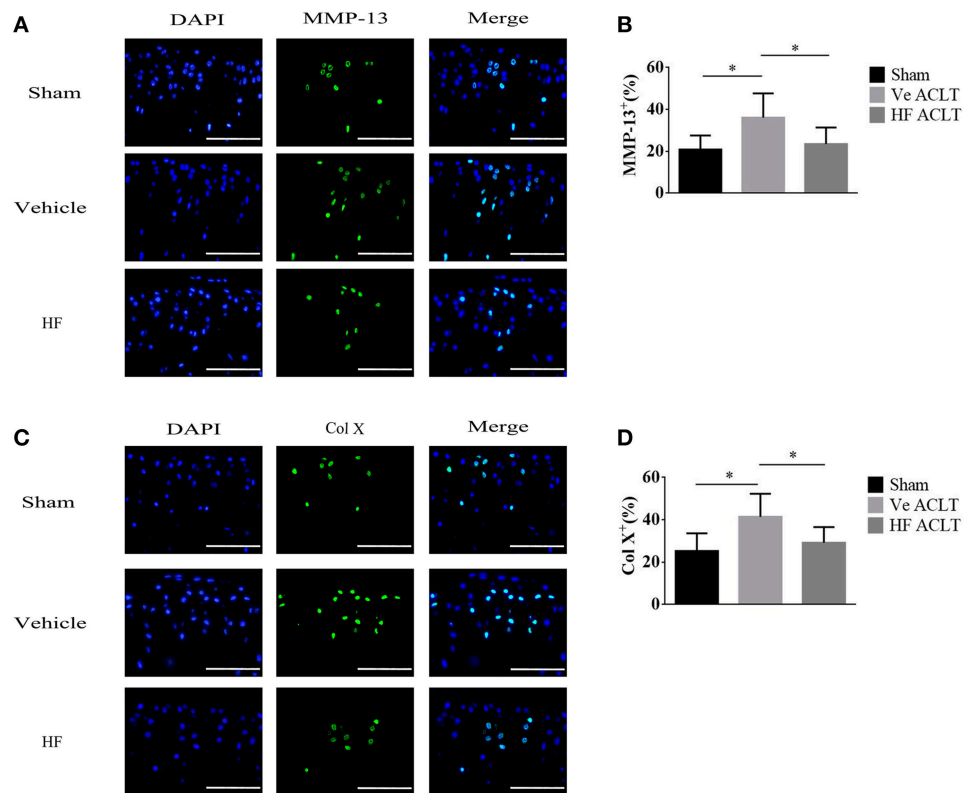 A
DAPI MMP-13 Merge
Sham
Vehicle
HF
B
* *
MMP-13+(%)
60
40
20
0
Sham
Ve ACLT
HF ACLT
C
DAPI Col X Merge
Sham
Vehicle
HF
D
* *
Col X+(%)
60
40
20
0
Sham
Ve ACLT
HF ACLT